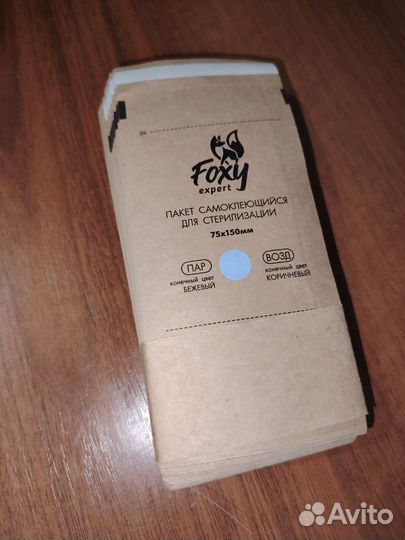 Foxy
expert
ПАКЕТ САМОКЛЕЮЩИЙСЯ
ДЛЯ СТЕРИЛИЗАЦИИ
75х150мм
ПАР
конечный цвет
БЕЖЕВЫЙ
ВОЗД
конечный цвет
КОРИЧНЕВЫЙ
Avito